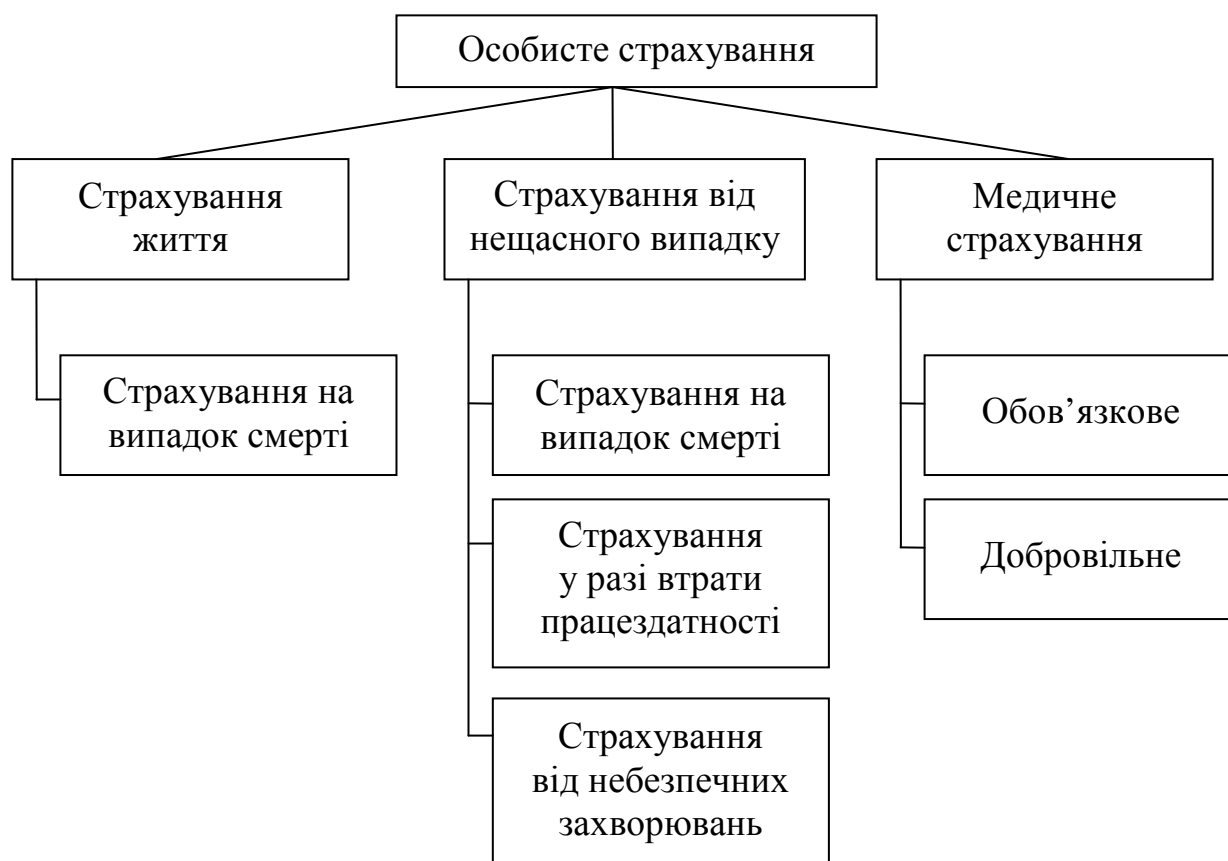 Особисте страхування
Страхування
життя
Страхування на
випадок смерті
Страхування від
нещасного випадку
Страхування на
випадок смерті
Страхування
у разі втрати
працездатності
Страхування
від небезпечних
захворювань
Медичне
страхування
Обов’язкове
Добровільне